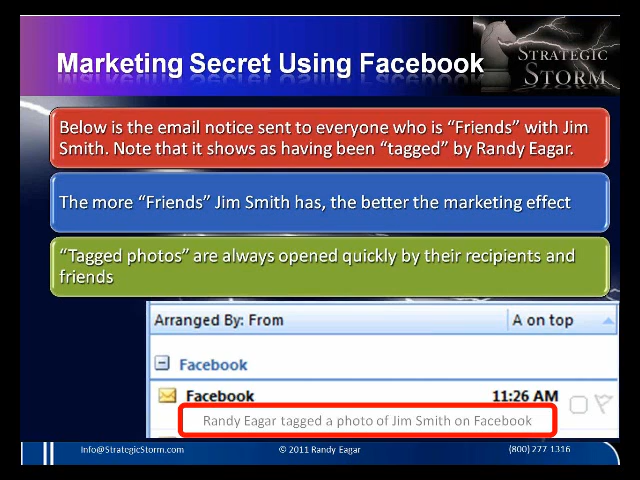 Marketing Secret Using Facebook
STRATEGIC
STORM
Below is the email notice sent to everyone who is “Friends” with Jim
Smith. Note that it shows as having been “tagged” by Randy Eagar.
The more “Friends” Jim Smith has, the better the marketing effect
“Tagged photos” are always opened quickly by their recipients and
friends
Arranged By: From A on top
Facebook
Facebook 11:26 AM
Randy Eagar tagged a photo of Jim Smith on Facebook
Info@StrategicStorm.com © 2011 Randy Eagar (800) 277 1316